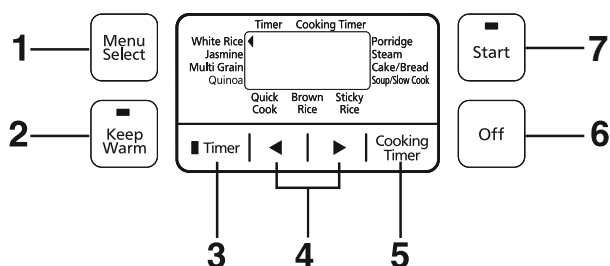 Timer Cooking Timer
1 Menu
Select
White Rice
Jasmine
Multi Grain
Quinoa
Porridge
Steam
Cake/Bread
Soup/Slow Cook
Start 7
Quick
Cook
Brown
Rice
Sticky
Rice
2 Keep
Warm
Timer
Cooking
Timer
Off 6
3 4 5